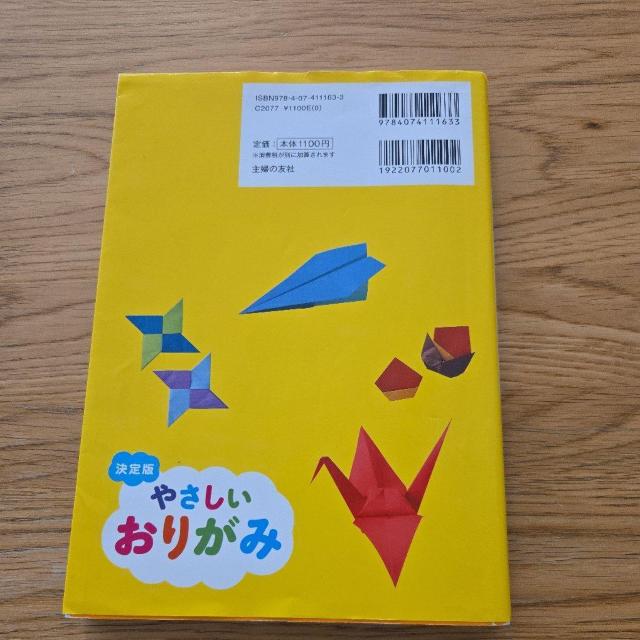 ISBN978-4-07-411163-3
C2077 ¥1100E(0)
9784074111633
定価：本体1100円
※消費税が別に加算されます
主婦の友社
1922077011002
決定版
やさしい
おりがみ